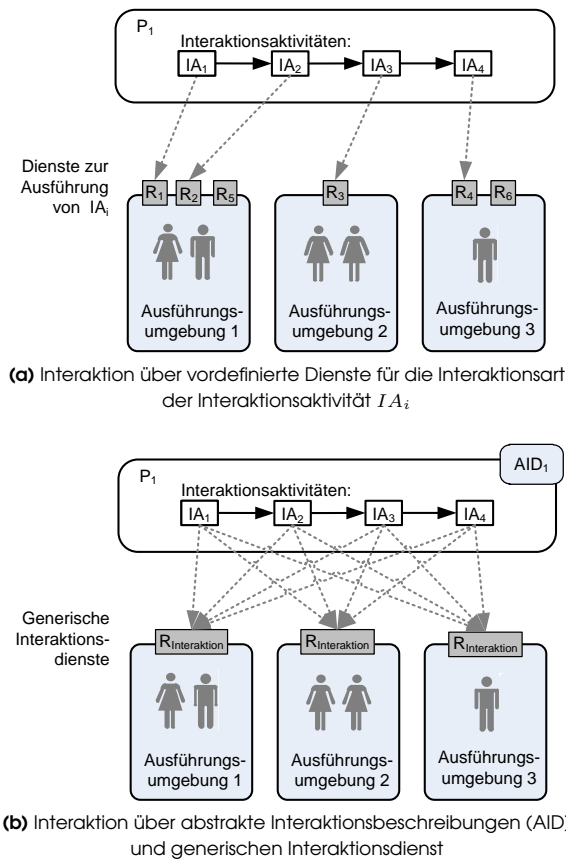 P1
Interaktionsaktivitäten:
IA1 IA2 IA3 IA4
Dienste zur
Ausführung
von IAi
R1 R2 R5 R3 R4 R6
Ausführungs-
umgebung 1
Ausführungs-
umgebung 2
Ausführungs-
umgebung 3
(a) Interaktion über vordefinierte Dienste für die Interaktionsart
der Interaktionsaktivität IAi
AID1
P1
Interaktionsaktivitäten:
IA1 IA2 IA3 IA4
Generische
Interaktions-
dienste
RInteraktion RInteraktion RInteraktion
Ausführungs-
umgebung 1
Ausführungs-
umgebung 2
Ausführungs-
umgebung 3
(b) Interaktion über abstrakte Interaktionsbeschreibungen (AID)
und generischen Interaktionsdienst